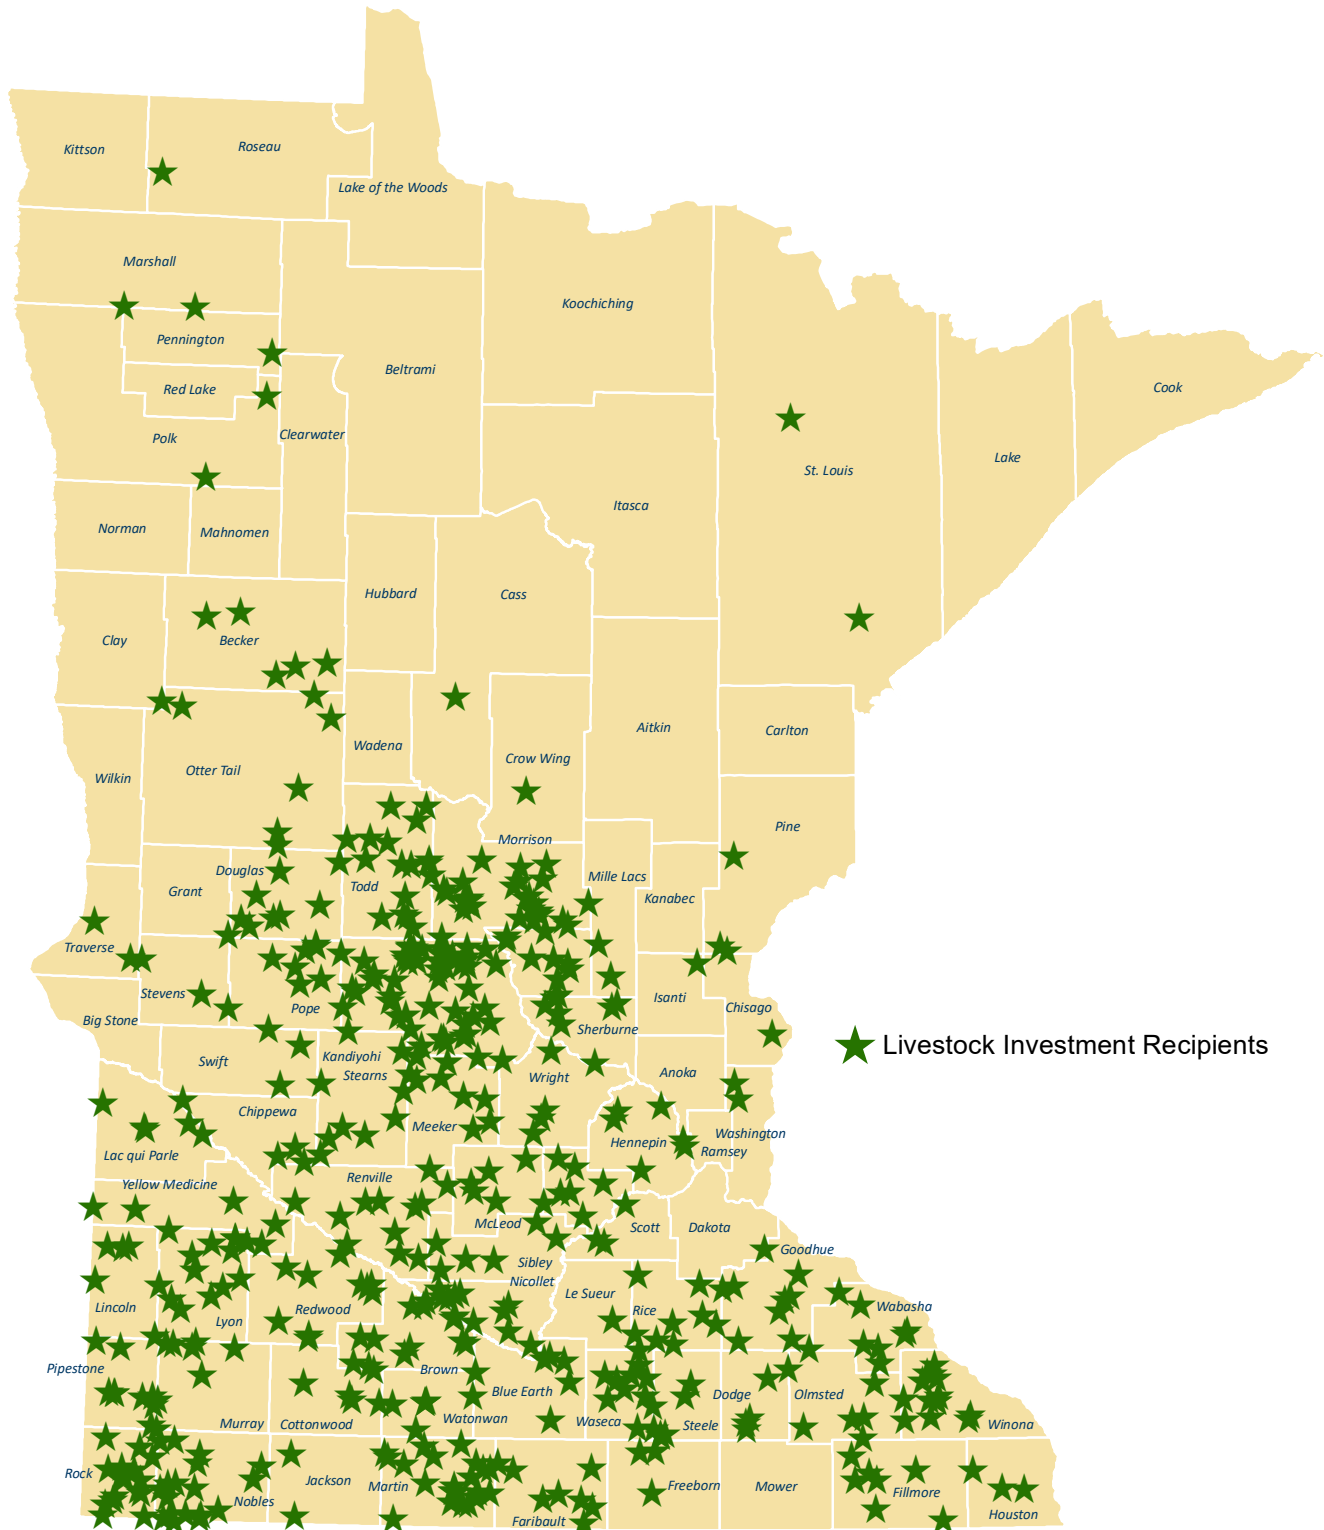 Kittson
Roseau
Lake of the Woods
Marshall
Koochiching
Pennington
Beltrami
Red Lake
Cook
Clearwater
Polk
Lake
St. Louis
Itasca
Norman
Mahnomen
Hubbard
Cass
Clay
Becker
Aitkin
Carlton
Wadena
Crow Wing
Otter Tail
Wilkin
Pine
Morrison
Douglas
Mille Lacs
Todd
Grant
Kanabec
Traverse
Stevens
Isanti
Pope
Chisago
Big Stone
Sherburne
Livestock Investment Recipients
Kandiyohi
Swift
Stearns
Anoka
Wright
Chippewa
Meeker
Washington
Hennepin
Ramsey
Lac qui Parle
Renville
Yellow Medicine
McLeod
Scott
Dakota
Goodhue
Sibley
Nicollet
Le Sueur
Lincoln
Redwood
Rice
Wabasha
Lyon
Pipestone
Brown
Blue Earth
Dodge
Olmsted
Murray
Cottonwood
Watonwan
Waseca
Steele
Winona
Rock
Jackson
Martin
Freeborn
Mower
Fillmore
Nobles
Faribault
Houston